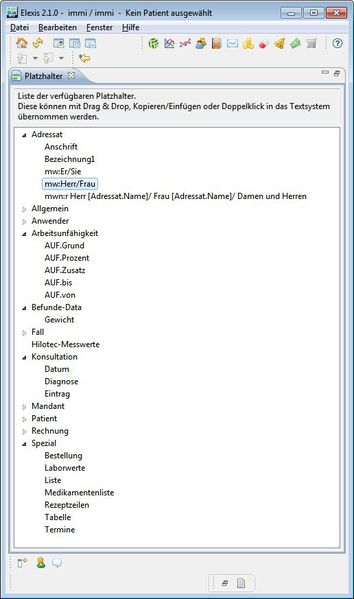 Elexis 2.1.0 - immi / immi - Kein Patient ausgewählt
Datei Bearbeiten Fenster Hilfe
Platzhalter
Liste der verfügbaren Platzhalter.
Diese können mit Drag & Drop, Kopieren/Einfügen oder Doppelklick in das Textsystem
übernommen werden.
Adressat
Anschrift
Bezeichnung1
mw:Er/Sie
mw:Herr/Frau
mwn:r Herr [Adressat.Name]/ Frau [Adressat.Name]/ Damen und Herren
Allgemein
Anwender
Arbeitsunfähigkeit
AUF.Grund
AUF.Prozent
AUF.Zusatz
AUF.bis
AUF.von
Befunde-Data
Gewicht
Fall
Hilotec-Messwerte
Konsultation
Datum
Diagnose
Eintrag
Mandant
Patient
Rechnung
Spezial
Bestellung
Laborwerte
Liste
Medikamentenliste
Rezeptzeilen
Tabelle
Termine